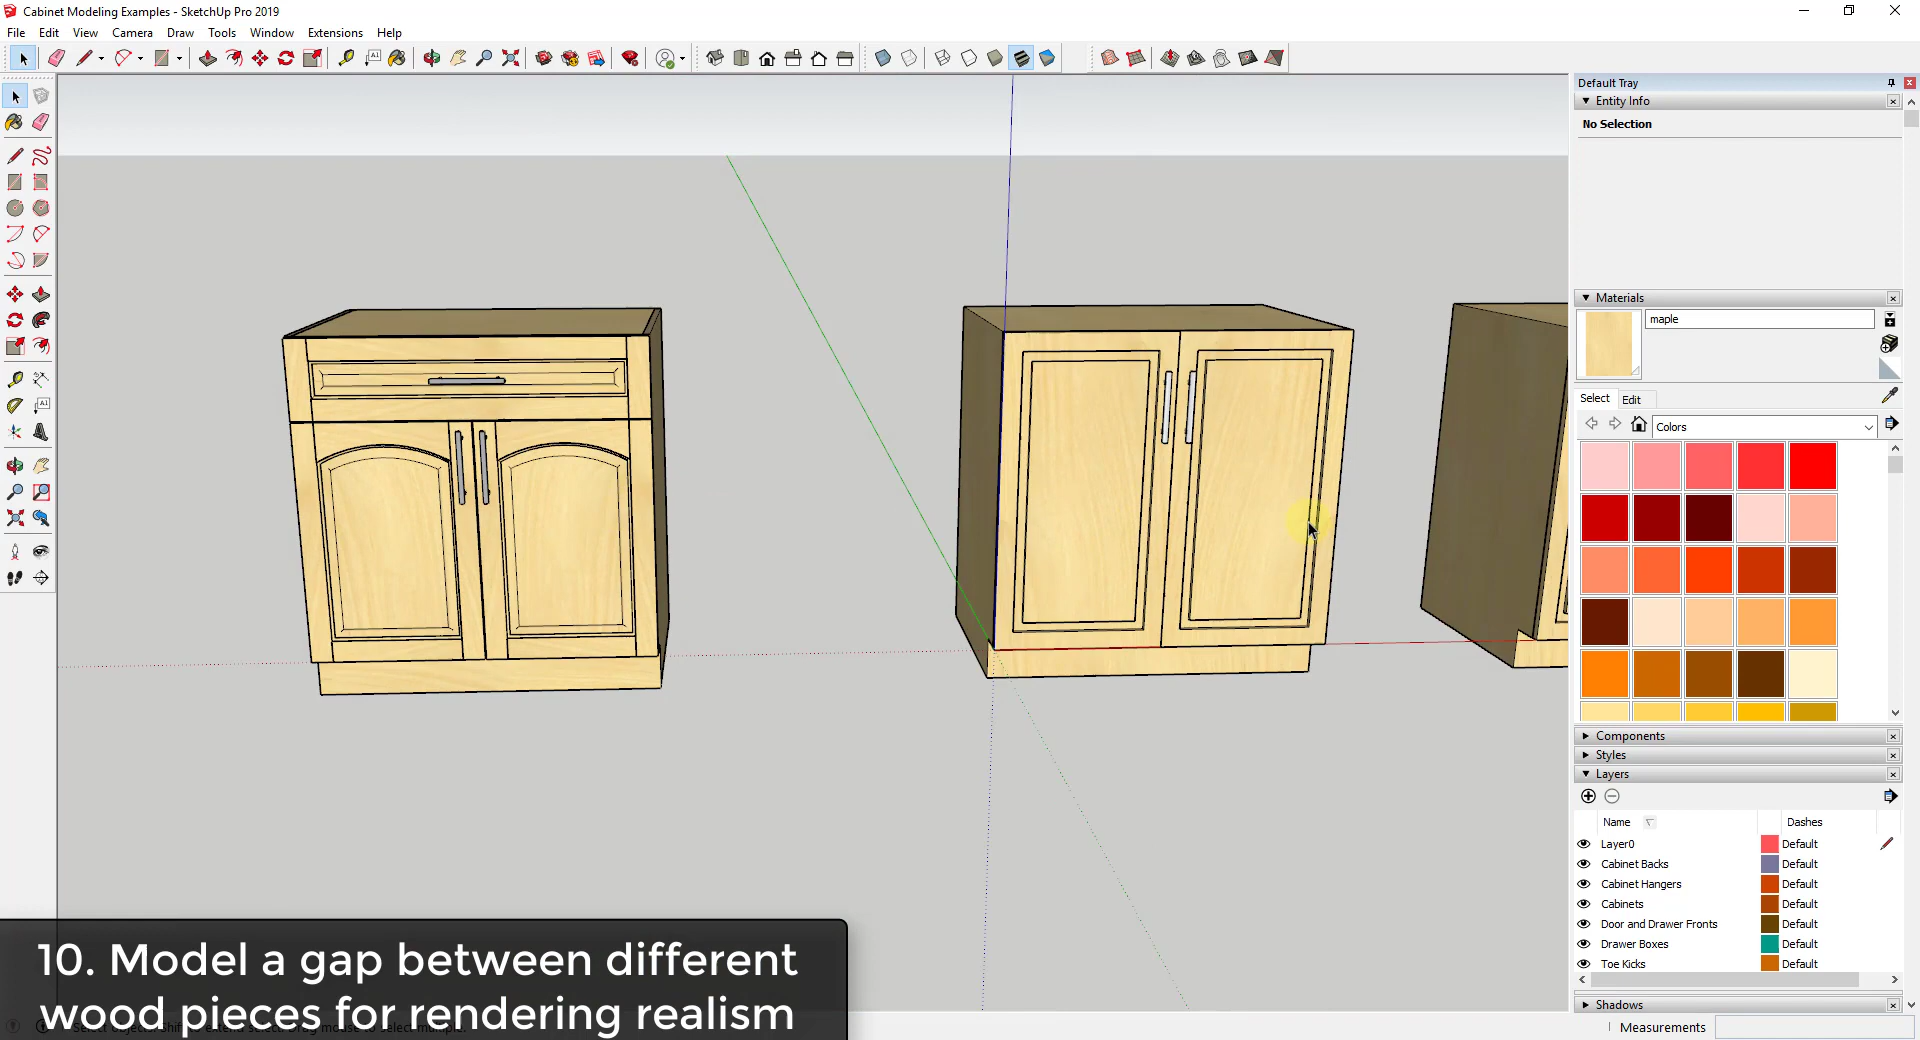 Cabinet Modeling Examples - SketchUp Pro 2019
File Edit View Camera Draw Tools Window Extensions Help
Default Tray
Entity Info
No Selection
Materials
maple
Select Edit
Colors
Components
Styles
Layers
Name Dashes
Layer0 Default
Cabinet Backs Default
Cabinet Hangers Default
Cabinets Default
Door and Drawer Fronts Default
Drawer Boxes Default
Toe Kicks Default
Shadows
Measurements
10. Model a gap between different
wood pieces for rendering realism